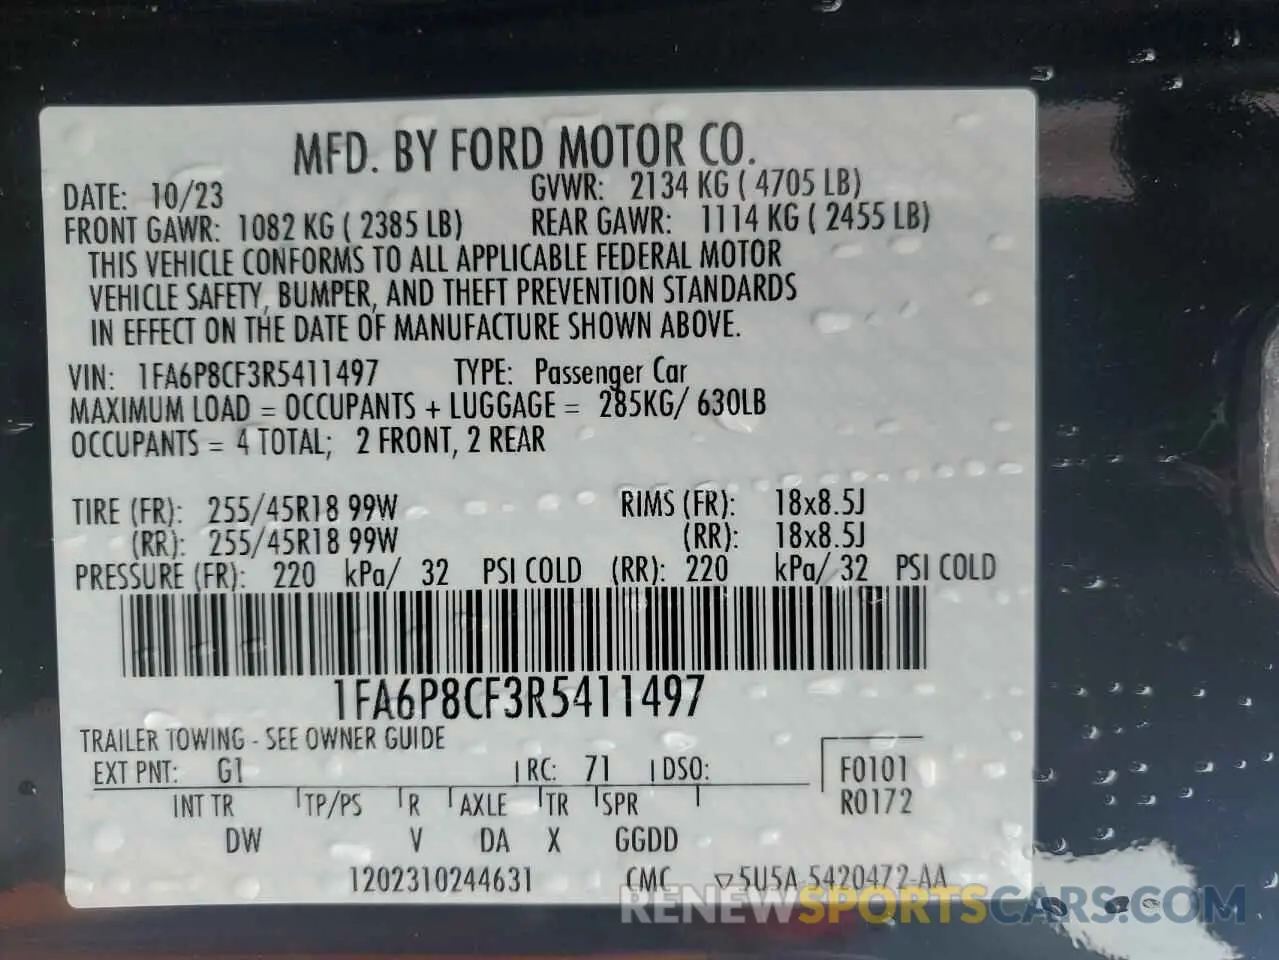 MFD. BY FORD MOTOR CO.
DATE: 10/23 GVWR: 2134 KG ( 4705 LB)
FRONT GAWR: 1082 KG ( 2385 LB) REAR GAWR: 1114 KG ( 2455 LB)
THIS VEHICLE CONFORMS TO ALL APPLICABLE FEDERAL MOTOR
VEHICLE SAFETY, BUMPER, AND THEFT PREVENTION STANDARDS
IN EFFECT ON THE DATE OF MANUFACTURE SHOWN ABOVE.
VIN: 1FA6P8CF3R5411497 TYPE: Passenger Car
MAXIMUM LOAD = OCCUPANTS + LUGGAGE = 285KG/ 630LB
OCCUPANTS = 4 TOTAL; 2 FRONT, 2 REAR
TIRE (FR): 255/45R18 99W RIMS (FR): 18x8.5J
(RR): 255/45R18 99W (RR): 18x8.5J
PRESSURE (FR): 220 kPa/ 32 PSI COLD (RR): 220 kPa/ 32 PSI COLD
1FA6P8CF3R5411497
TRAILER TOWING - SEE OWNER GUIDE
EXT PNT: G1 RC: 71 DSO: F0101
INT TR TP/PS R AXLE TR SPR R0172
DW V DA X GGDD
1202310244631 CMC ▽5U5A-5420472-AA
RENEWSPORTSCARS.COM